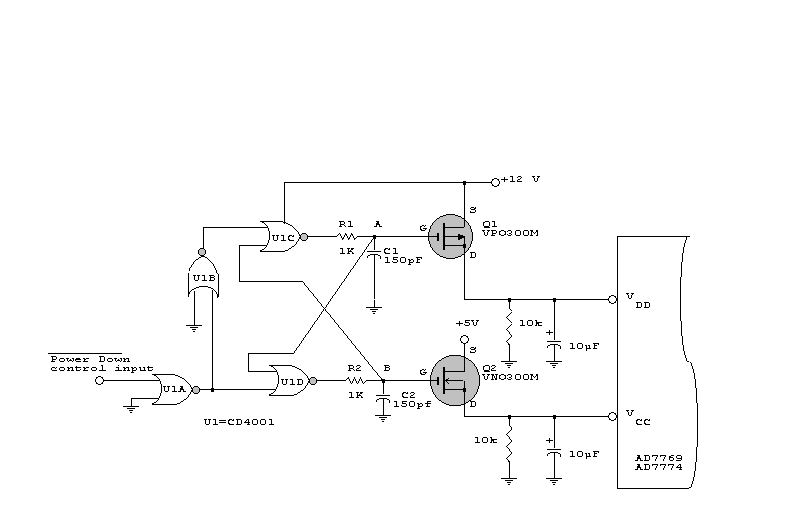 +12 V
S
R1
A
G
Q1
VP0300M
U1C
1K
C1
150pF
D
U1B
V
DD
+5V
10k
+
10µF
S
Power Down
control input
R2
B
G
Q2
VN0300M
U1A
U1D
1K
C2
150pf
D
U1=CD4001
V
CC
10k
+
10µF
AD7769
AD7774